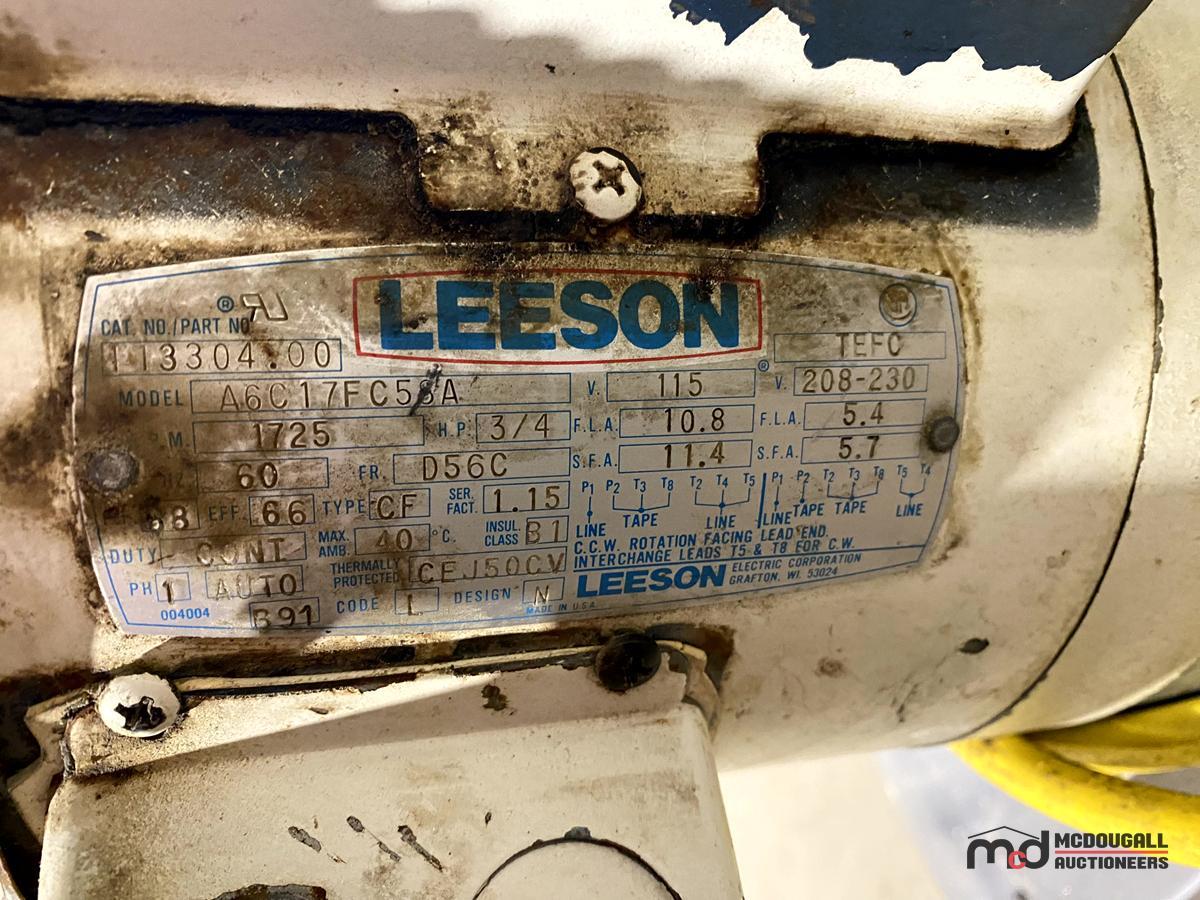 LEESON
CAT. NO./PART NO.
113304.00
TEFC
MODEL A6C17FC58A V. 115 V. 208-230
1725 H.P. 3/4 F.L.A. 10.8 F.L.A. 5.4
60 FR. D56C S.F.A. 11.4 S.F.A. 5.7
EFF. 66 TYPE CF SER. FACT. 1.15
P1 P2 T3 T8 T2 T4 T5 P1 P2 T2 T3 T8 T5 T4
LINE TAPE LINE LINE TAPE TAPE LINE
DUTY CONT MAX. AMB. 40 °C. INSUL CLASS B1
C.C.W. ROTATION FACING LEAD END.
INTERCHANGE LEADS T5 & T8 FOR C.W.
PH 1 AUTO THERMALLY PROTECTED CEJ50CV
LEESON ELECTRIC CORPORATION
GRAFTON, WI. 53024
004004 B91 CODE L DESIGN N
MADE IN U.S.A.
mcd MCDOUGALL
AUCTIONEERS